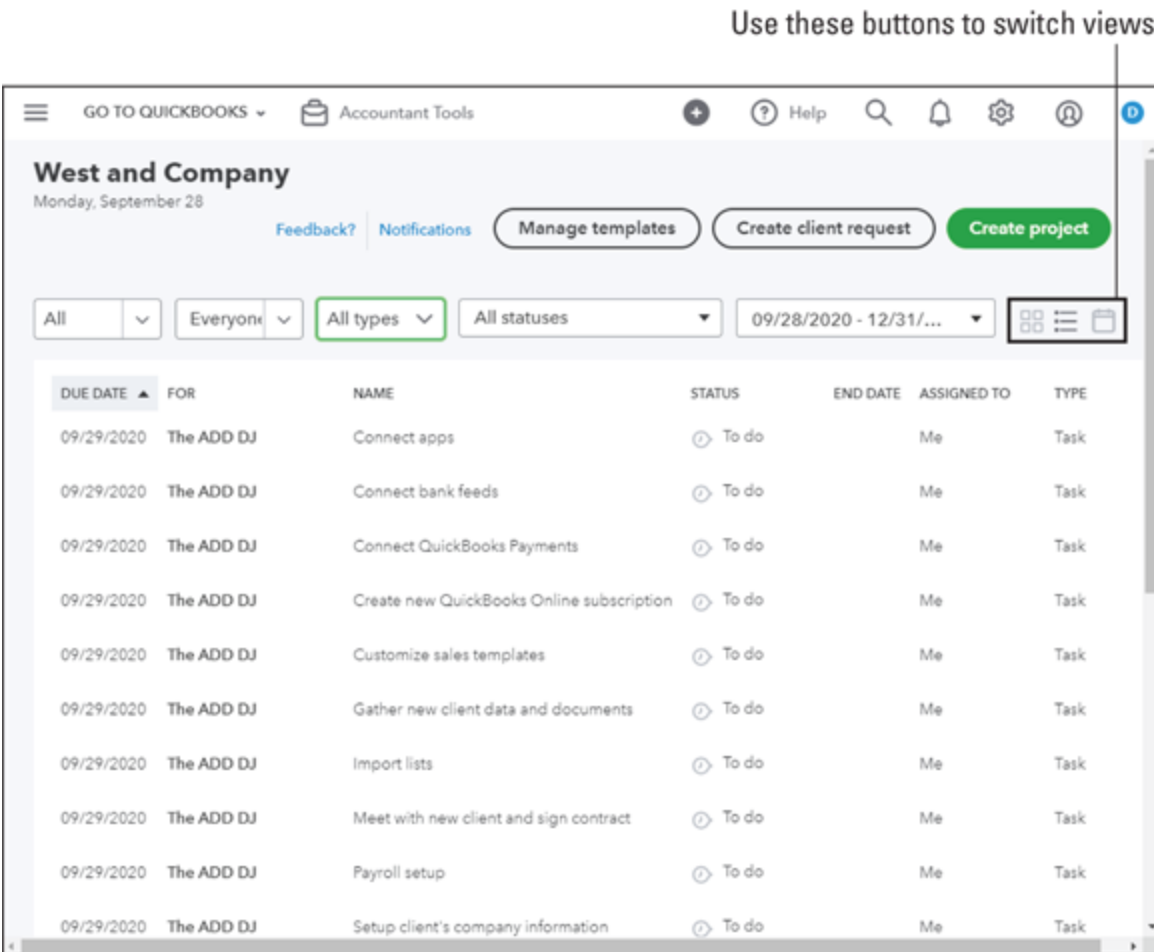 Use these buttons to switch views
GO TO QUICKBOOKS Accountant Tools Help D
West and Company
Monday, September 28
Feedback? Notifications Manage templates Create client request Create project
All Everyone All types All statuses 09/28/2020 - 12/31/...
DUE DATE FOR NAME STATUS END DATE ASSIGNED TO TYPE
09/29/2020 The ADD DJ Connect apps To do Me Task
09/29/2020 The ADD DJ Connect bank feeds To do Me Task
09/29/2020 The ADD DJ Connect QuickBooks Payments To do Me Task
09/29/2020 The ADD DJ Create new QuickBooks Online subscription To do Me Task
09/29/2020 The ADD DJ Customize sales templates To do Me Task
09/29/2020 The ADD DJ Gather new client data and documents To do Me Task
09/29/2020 The ADD DJ Import lists To do Me Task
09/29/2020 The ADD DJ Meet with new client and sign contract To do Me Task
09/29/2020 The ADD DJ Payroll setup To do Me Task
09/29/2020 The ADD DJ Setup client's company information To do Me Task